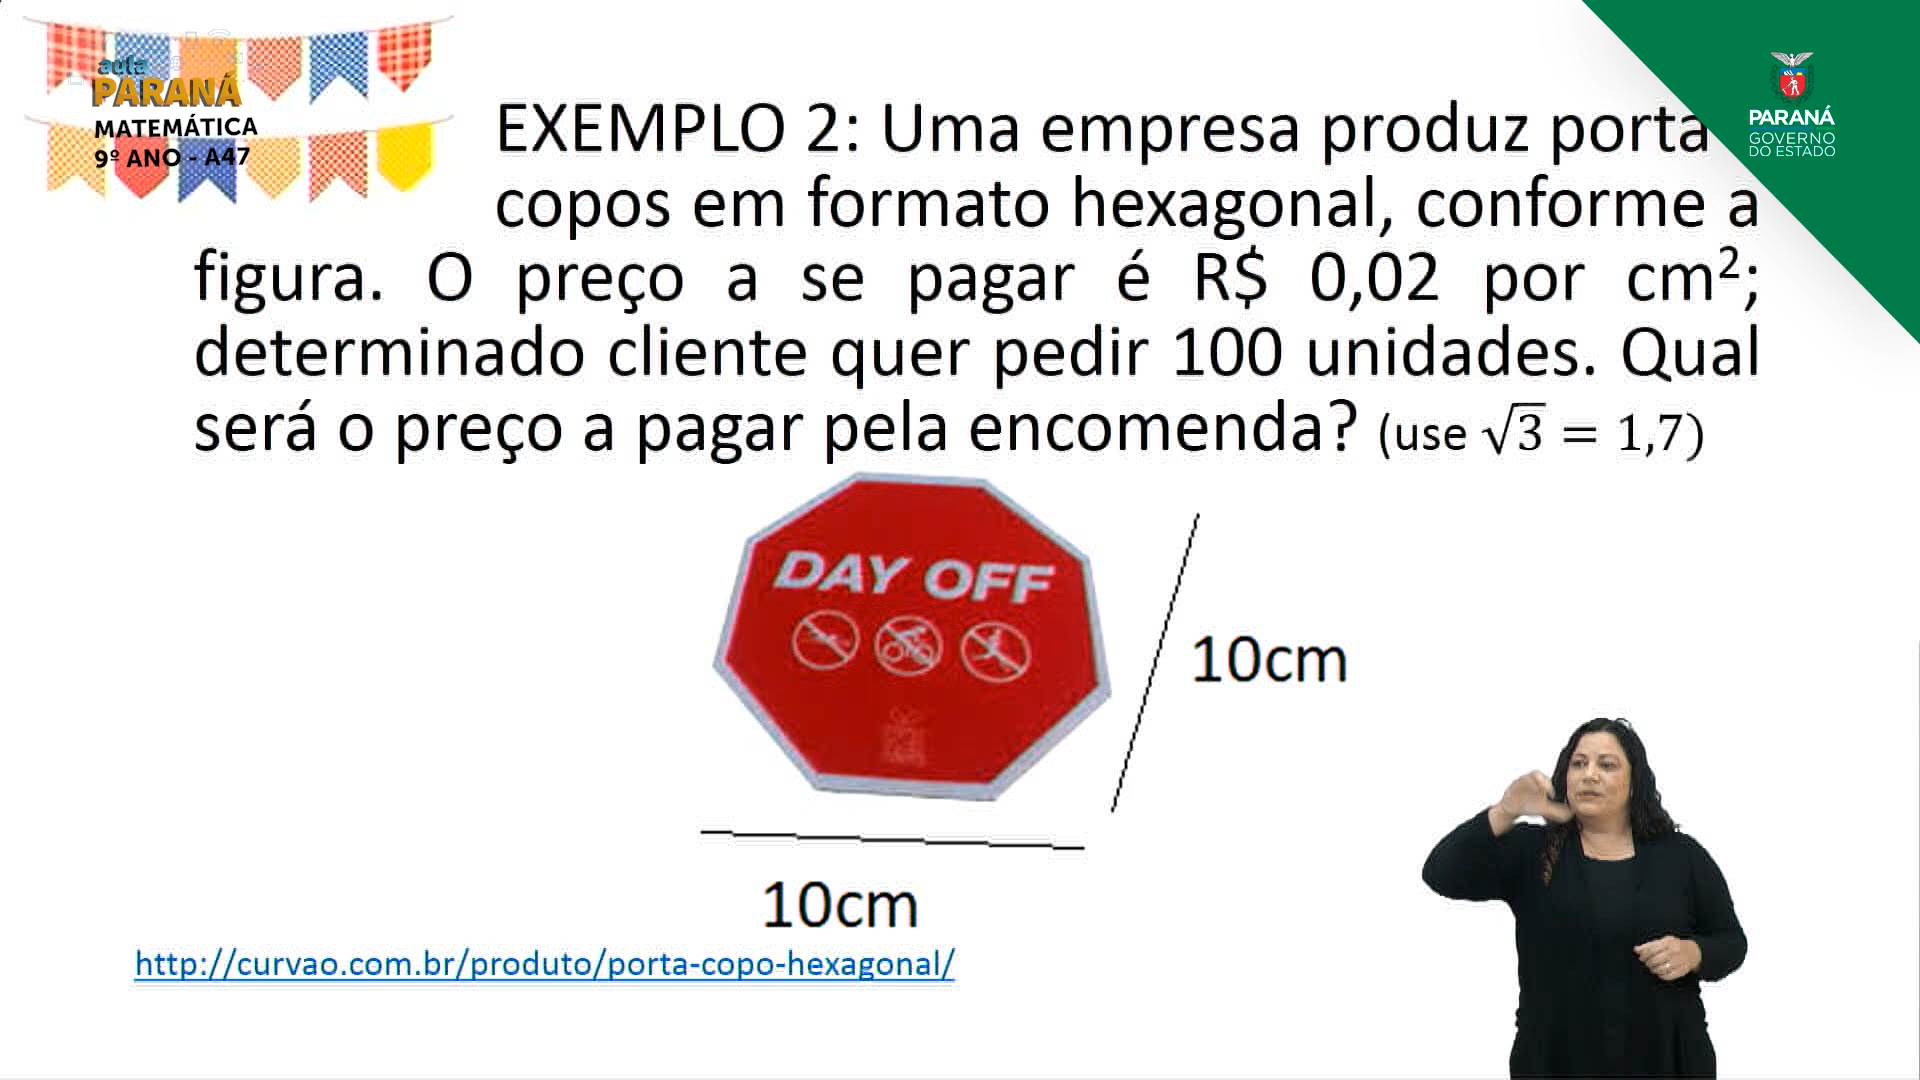 aula
PARANÁ
MATEMÁTICA
9º ANO - A47
PARANÁ
GOVERNO
DO ESTADO
EXEMPLO 2: Uma empresa produz porta
copos em formato hexagonal, conforme a
figura. O preço a se pagar é R$ 0,02 por cm²;
determinado cliente quer pedir 100 unidades. Qual
será o preço a pagar pela encomenda? (use √3 = 1,7)
DAY OFF
10cm
10cm
http://curvao.com.br/produto/porta-copo-hexagonal/